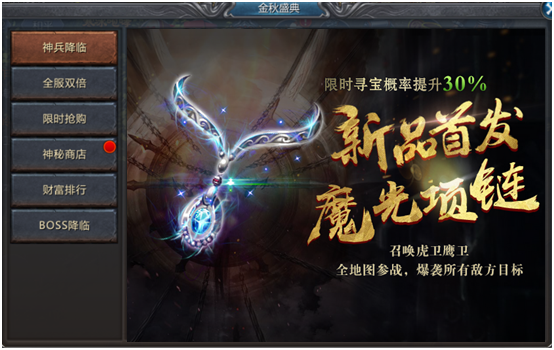 金秋盛典
神兵降临
全服双倍
限时抢购
神秘商店
财富排行
BOSS降临
限时寻宝概率提升30%
新品首发
魔光项链
召唤虎卫鹰卫
全地图参战，爆袭所有敌方目标